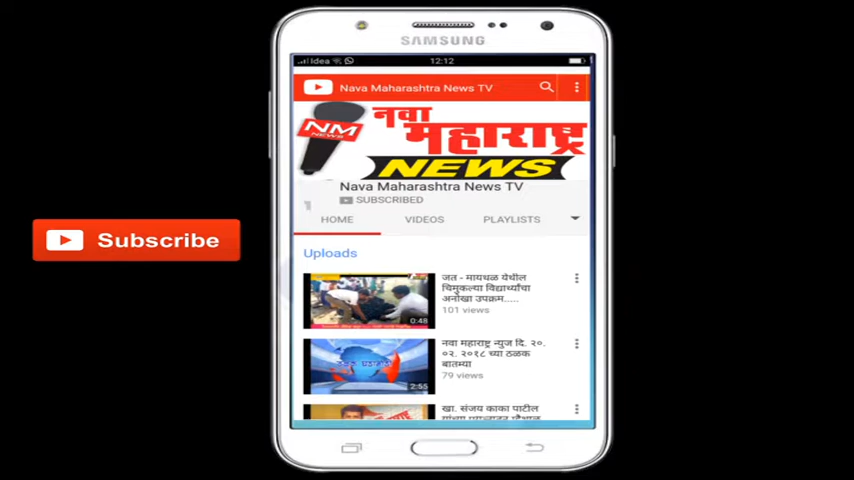 SAMSUNG
Idea
12:12
Nava Maharashtra News TV
NM
NEWS
नवा
महाराष्ट्र
NEWS
Nava Maharashtra News TV
SUBSCRIBED
HOME VIDEOS PLAYLISTS
Subscribe
Uploads
जत - मायथळ येथील
चिमुकल्या विद्यार्थ्यांचा
अनोखा उपक्रम.....
101 views
0:48
नवा महाराष्ट्र न्युज दि. २०.
०२. २०१८ च्या ठळक
बातम्या
79 views
2:55
खा. संजय काका पाटील